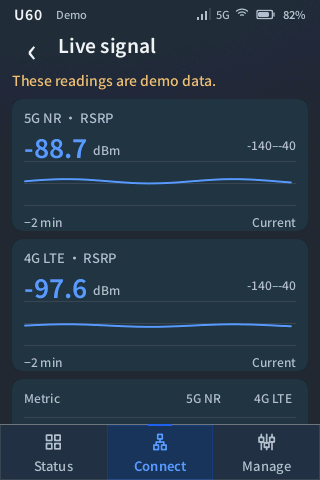 U60 Demo 5G 82%
Live signal
These readings are demo data.
5G NR • RSRP
-88.7 dBm -140–-40
−2 min Current
4G LTE • RSRP
-97.6 dBm -140–-40
−2 min Current
Metric 5G NR 4G LTE
Status Connect Manage